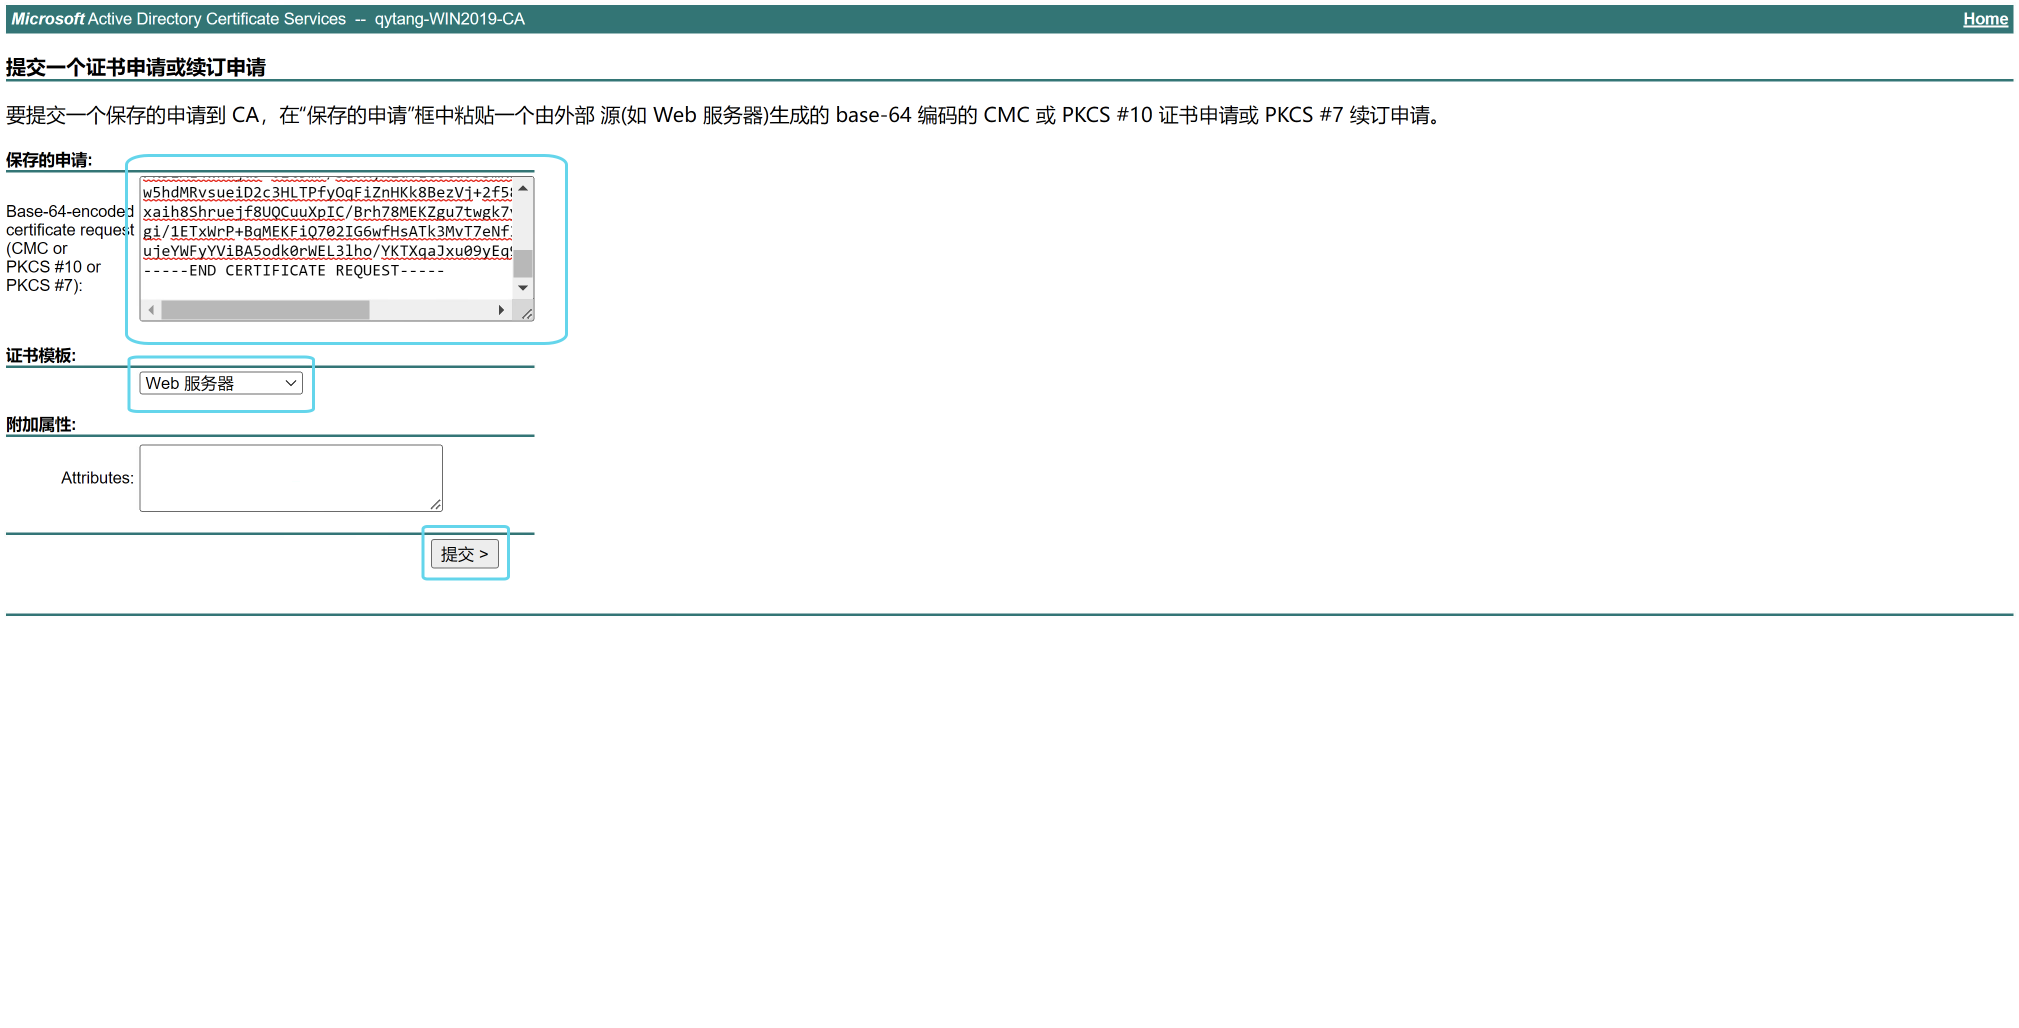 Microsoft Active Directory Certificate Services -- qytang-WIN2019-CA
Home
提交一个证书申请或续订申请
要提交一个保存的申请到 CA，在“保存的申请”框中粘贴一个由外部 源(如 Web 服务器)生成的 base-64 编码的 CMC 或 PKCS #10 证书申请或 PKCS #7 续订申请。
保存的申请:
Base-64-encoded
certificate request
(CMC or
PKCS #10 or
PKCS #7):
w5hdMRvsueiD2c3HLTPfyOqFiZnHKk8BezVj+2f58
xaih8Shruejf8UQCuuXpIC/Brh78MEKZgu7twgk7
gi/1ETxWrP+BqMEKFiQ702IG6wfHsATk3MvT7eNf
ujeYWFyYViBA5odk0rWEL3lho/YKTXqaJxu09yEq
-----END CERTIFICATE REQUEST-----
证书模板:
Web 服务器
附加属性:
Attributes:
提交 >